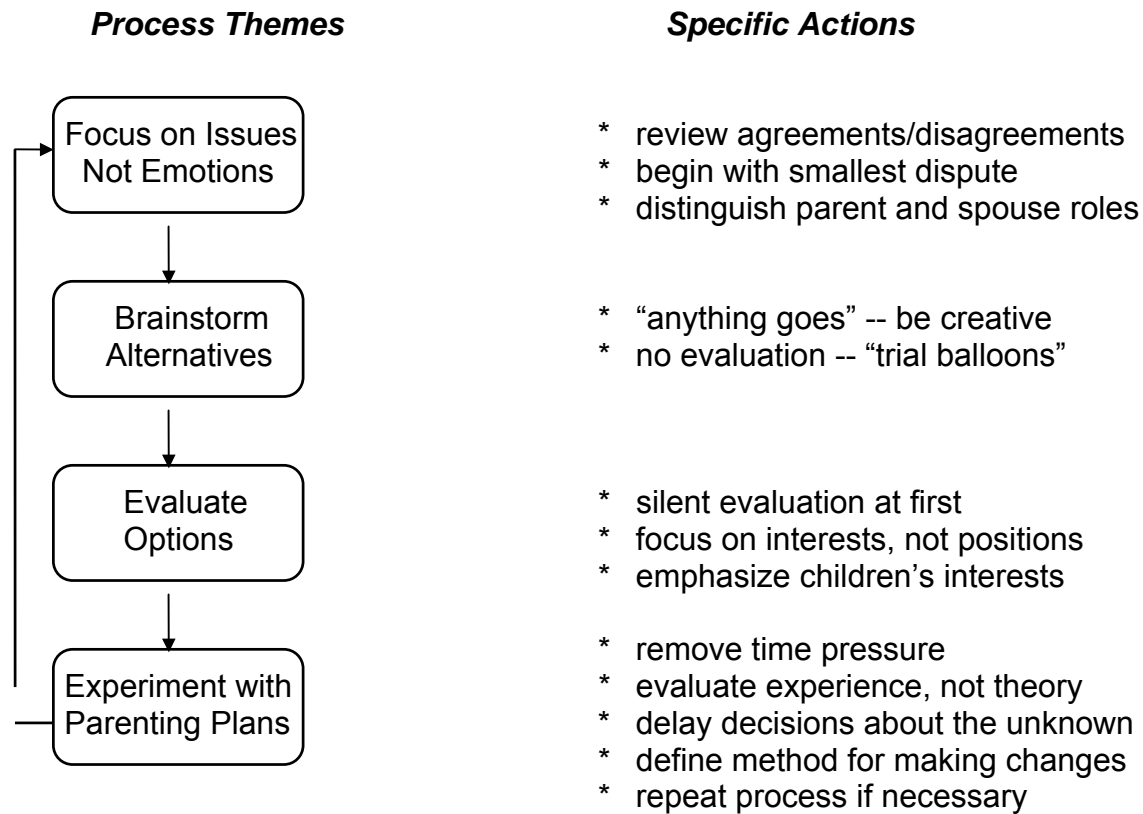 Process Themes
Specific Actions
Focus on Issues
Not Emotions
* review agreements/disagreements
* begin with smallest dispute
* distinguish parent and spouse roles
Brainstorm
Alternatives
* “anything goes” -- be creative
* no evaluation -- “trial balloons”
Evaluate
Options
* silent evaluation at first
* focus on interests, not positions
* emphasize children’s interests
Experiment with
Parenting Plans
* remove time pressure
* evaluate experience, not theory
* delay decisions about the unknown
* define method for making changes
* repeat process if necessary